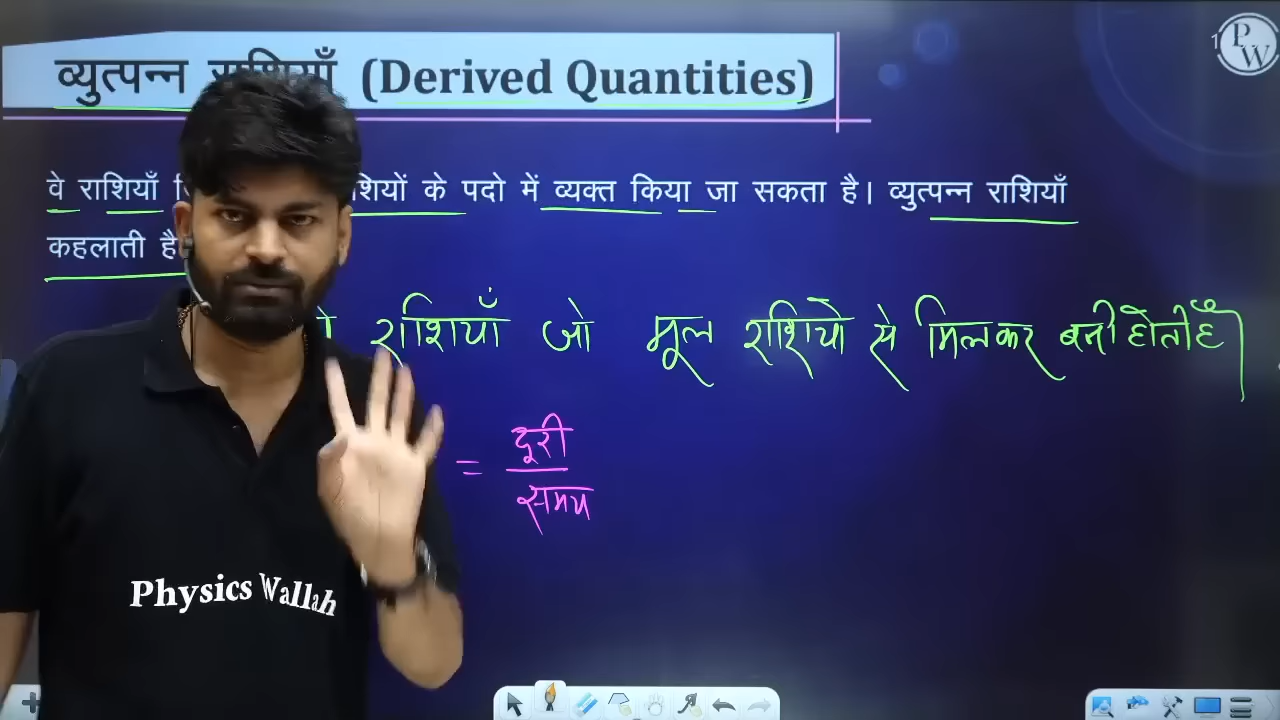 व्युत्पन्न राशियाँ (Derived Quantities)
PW
वे राशियाँ शियों के पदो में व्यक्त किया जा सकता है। व्युत्पन्न राशियाँ
कहलाती है
राशियाँ जो मूल राशियों से मिलकर बनी होती है
= दूरी
समय
Physics Wallah